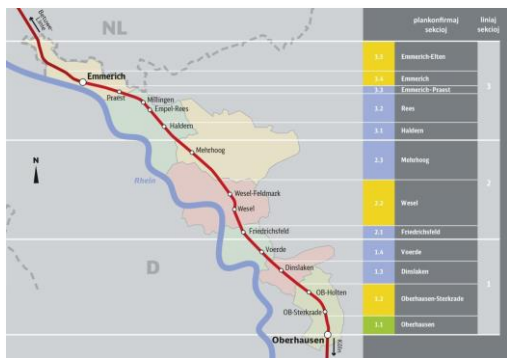 NL
Betuwe-
Linie
Emmerich
Praest
Millingen
Empel-Rees
Haldern
Mehrhoog
N
Rhein
Wesel-Feldmark
Wesel
Friedrichsfeld
Voerde
D
Dinslaken
OB-Holten
OB-Sterkrade
Oberhausen
Köln
plankonfirmaj sekcioj
liniaj sekcioj
3.5 Emmerich-Elten
3.4 Emmerich
3.3 Emmerich-Praest
3.2 Rees
3.1 Haldern
3
2.3 Mehrhoog
2.2 Wesel
2.1 Friedrichsfeld
2
1.4 Voerde
1.3 Dinslaken
1.2 Oberhausen-Sterkrade
1.1 Oberhausen
1